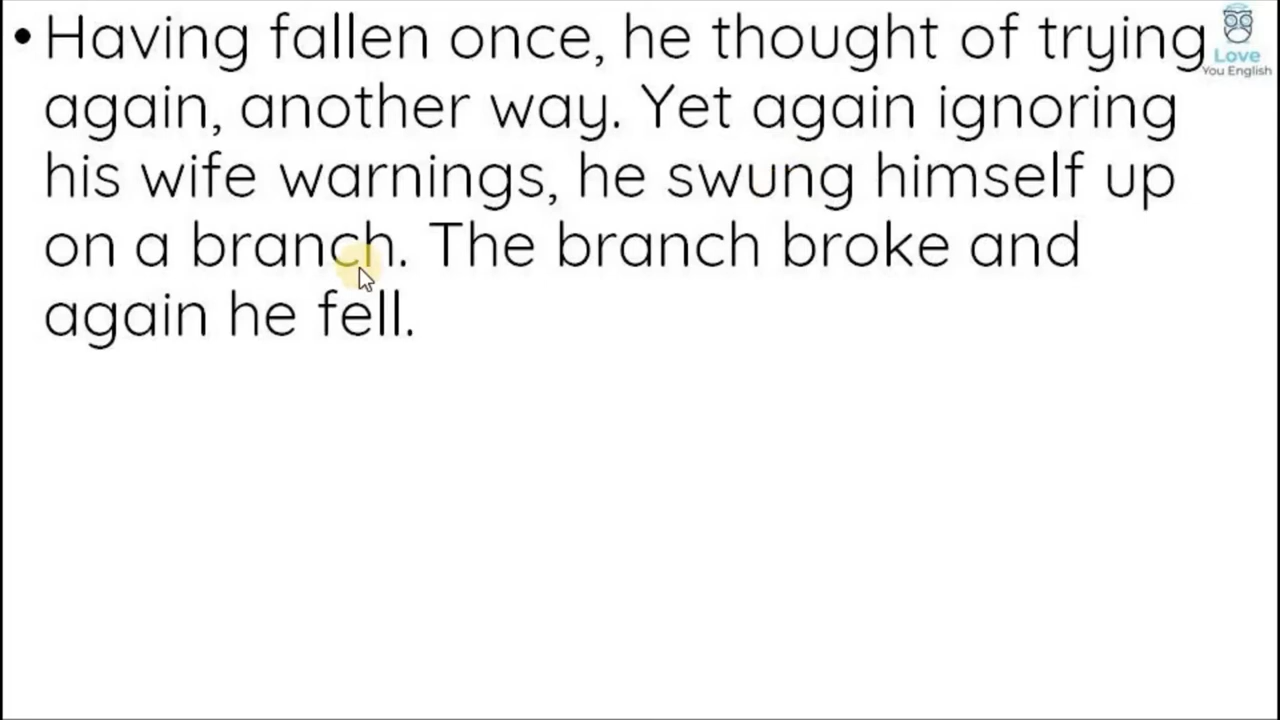 • Having fallen once, he thought of trying
again, another way. Yet again ignoring
his wife warnings, he swung himself up
on a branch. The branch broke and
again he fell.
Love
You English